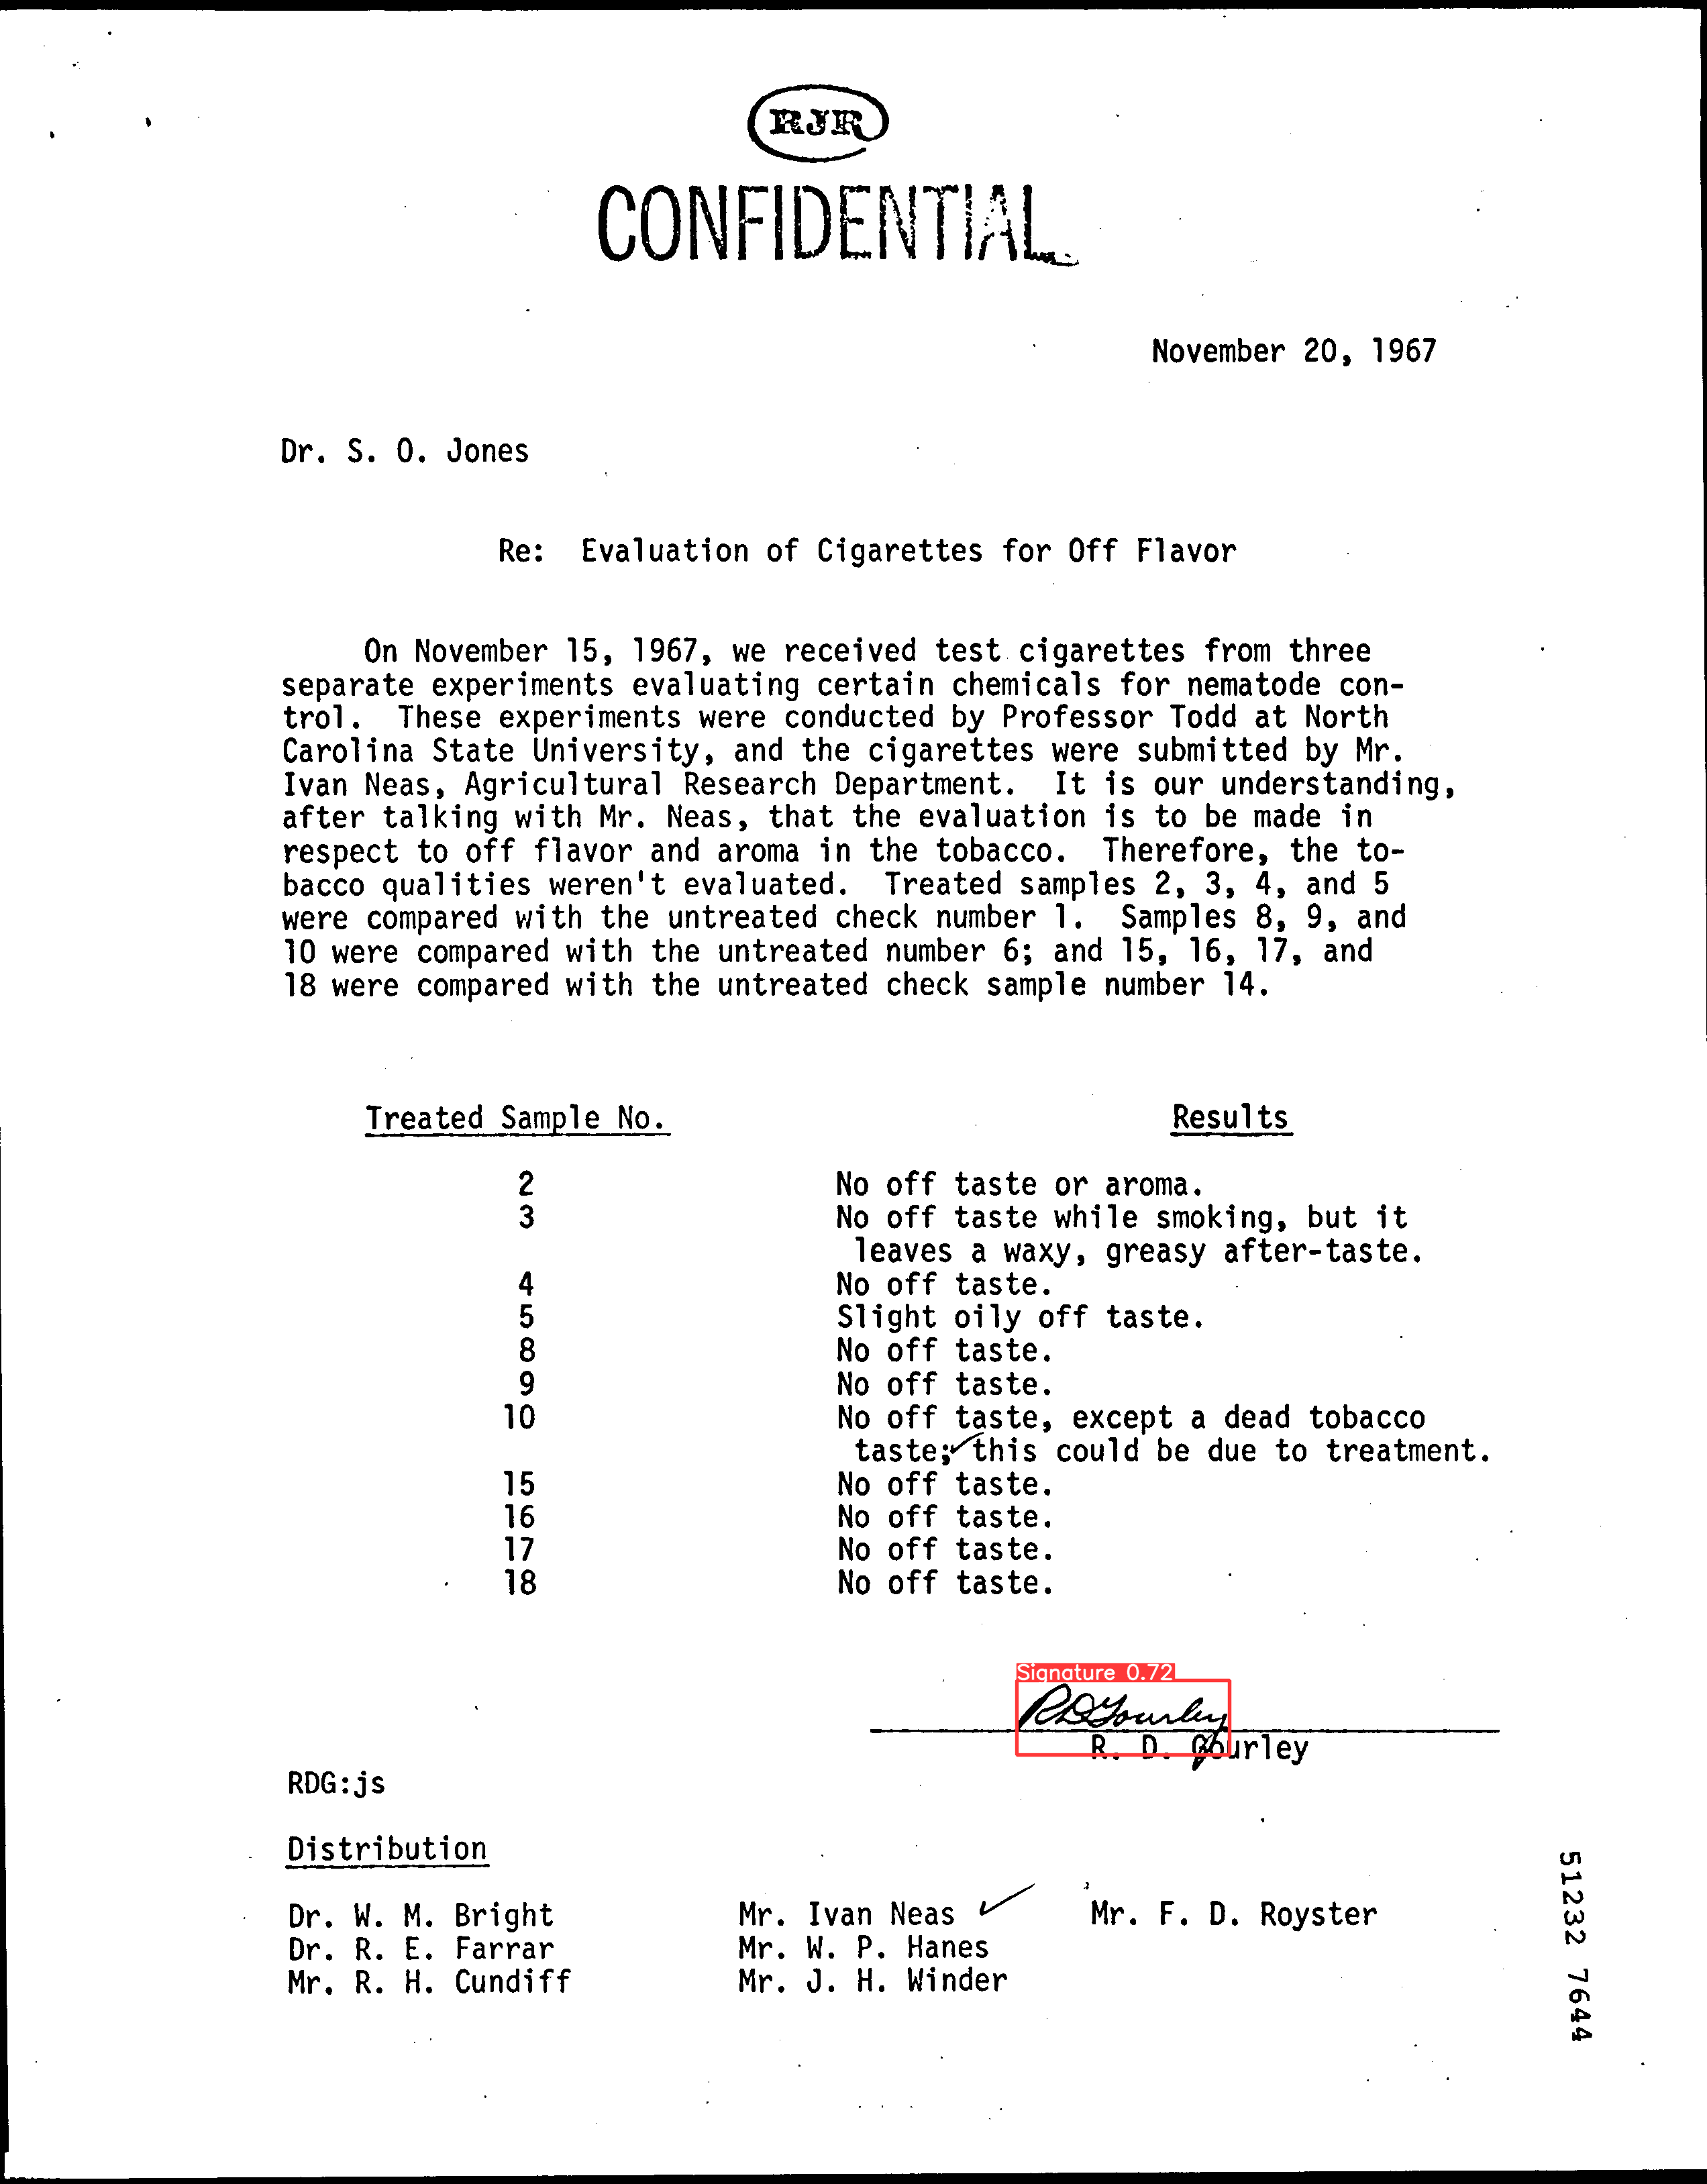 RJR
CONFIDENTIAL
November 20, 1967
Dr. S. O. Jones
Re: Evaluation of Cigarettes for Off Flavor
On November 15, 1967, we received test cigarettes from three
separate experiments evaluating certain chemicals for nematode con-
trol. These experiments were conducted by Professor Todd at North
Carolina State University, and the cigarettes were submitted by Mr.
Ivan Neas, Agricultural Research Department. It is our understanding,
after talking with Mr. Neas, that the evaluation is to be made in
respect to off flavor and aroma in the tobacco. Therefore, the to-
bacco qualities weren't evaluated. Treated samples 2, 3, 4, and 5
were compared with the untreated check number 1. Samples 8, 9, and
10 were compared with the untreated number 6; and 15, 16, 17, and
18 were compared with the untreated check sample number 14.
Treated Sample No. Results
2 No off taste or aroma.
3 No off taste while smoking, but it
leaves a waxy, greasy after-taste.
4 No off taste.
5 Slight oily off taste.
8 No off taste.
9 No off taste.
10 No off taste, except a dead tobacco
taste; this could be due to treatment.
15 No off taste.
16 No off taste.
17 No off taste.
18 No off taste.
Signature 0.72
RDGourley
R. D. Gourley
RDG:js
Distribution
Dr. W. M. Bright Mr. Ivan Neas ✓ Mr. F. D. Royster
Dr. R. E. Farrar Mr. W. P. Hanes
Mr. R. H. Cundiff Mr. J. H. Winder
51232 7644